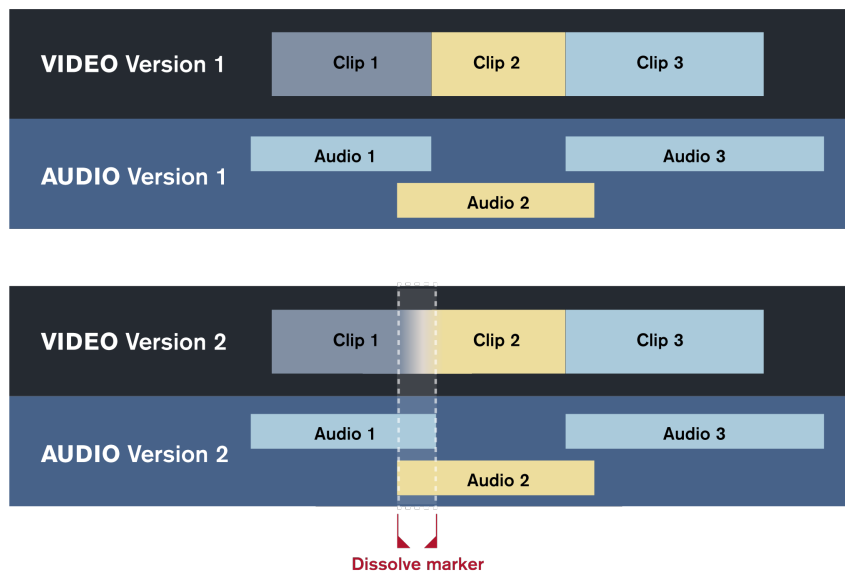 VIDEO Version 1
Clip 1
Clip 2
Clip 3
AUDIO Version 1
Audio 1
Audio 3
Audio 2
VIDEO Version 2
Clip 1
Clip 2
Clip 3
AUDIO Version 2
Audio 1
Audio 3
Audio 2
Dissolve marker